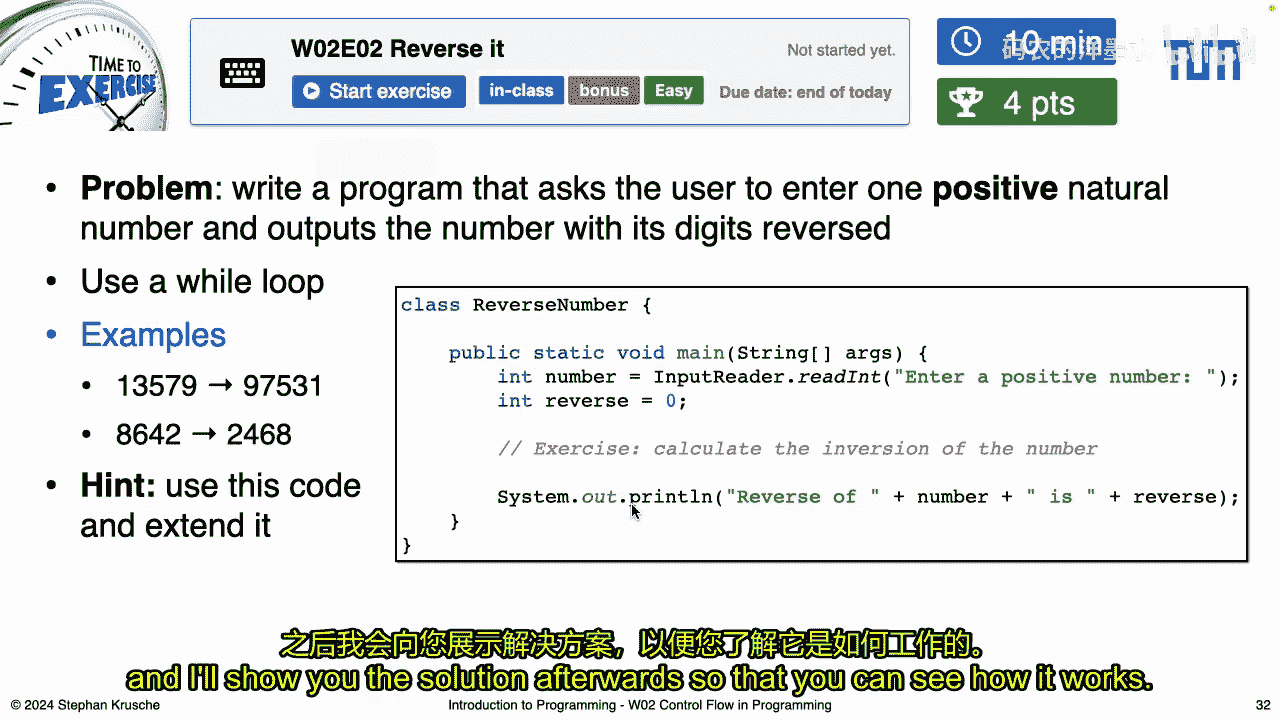 TIME TO
EXERCISE
W02E02 Reverse it
Not started yet.
Start exercise
in-class
bonus
Easy
Due date: end of today
10 min
4 pts
• Problem: write a program that asks the user to enter one positive natural
number and outputs the number with its digits reversed
• Use a while loop
• Examples
• 13579 → 97531
• 8642 → 2468
• Hint: use this code
and extend it
class ReverseNumber {
public static void main(String[] args) {
int number = InputReader.readInt("Enter a positive number: ");
int reverse = 0;
// Exercise: calculate the inversion of the number
System.out.println("Reverse of " + number + " is " + reverse);
}
}
之后我会向您展示解决方案，以便您了解它是如何工作的。
and I'll show you the solution afterwards so that you can see how it works.
© 2024 Stephan Krusche
Introduction to Programming - W02 Control Flow in Programming
32